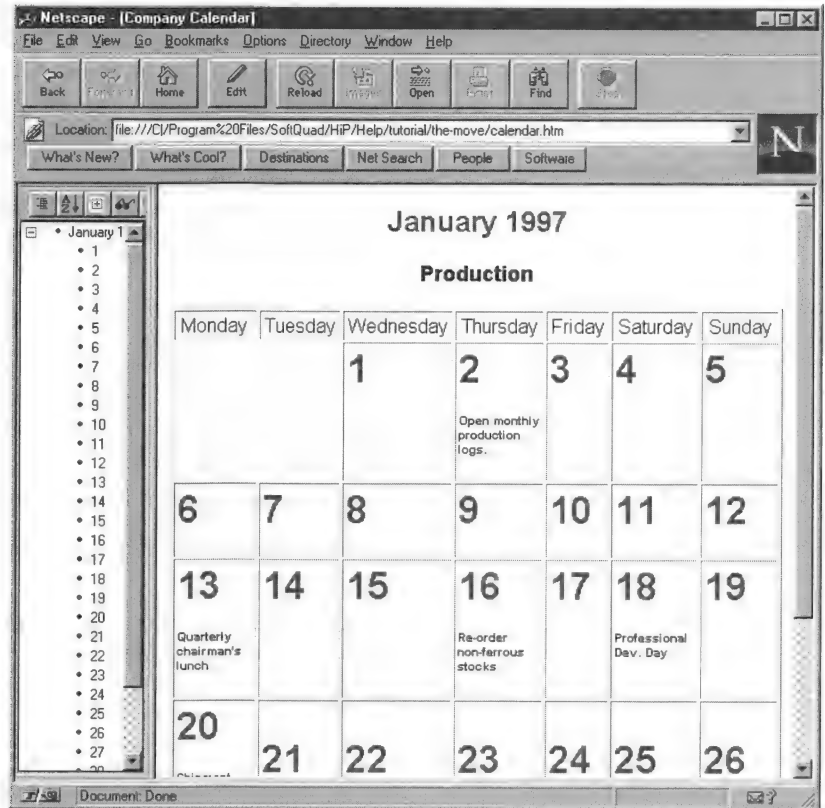 Netscape - [Company Calendar]
File Edit View Go Bookmarks Options Directory Window Help
Back Forward Home Edit Reload Images Open Print Find Stop
Location: file:///C|/Program%20Files/SoftQuad/HiP/Help/tutorial/the-move/calendar.htm
N
What's New? What's Cool? Destinations Net Search People Software
January 1
1
2
3
4
5
6
7
8
9
10
11
12
13
14
15
16
17
18
19
20
21
22
23
24
25
26
27
January 1997
Production
Monday Tuesday Wednesday Thursday Friday Saturday Sunday
1 2 3 4 5
Open monthly
production
logs.
6 7 8 9 10 11 12
13 14 15 16 17 18 19
Quarterly
chairman's
lunch
Re-order
non-ferrous
stocks
Professional
Dev. Day
20 21 22 23 24 25 26
Document: Done